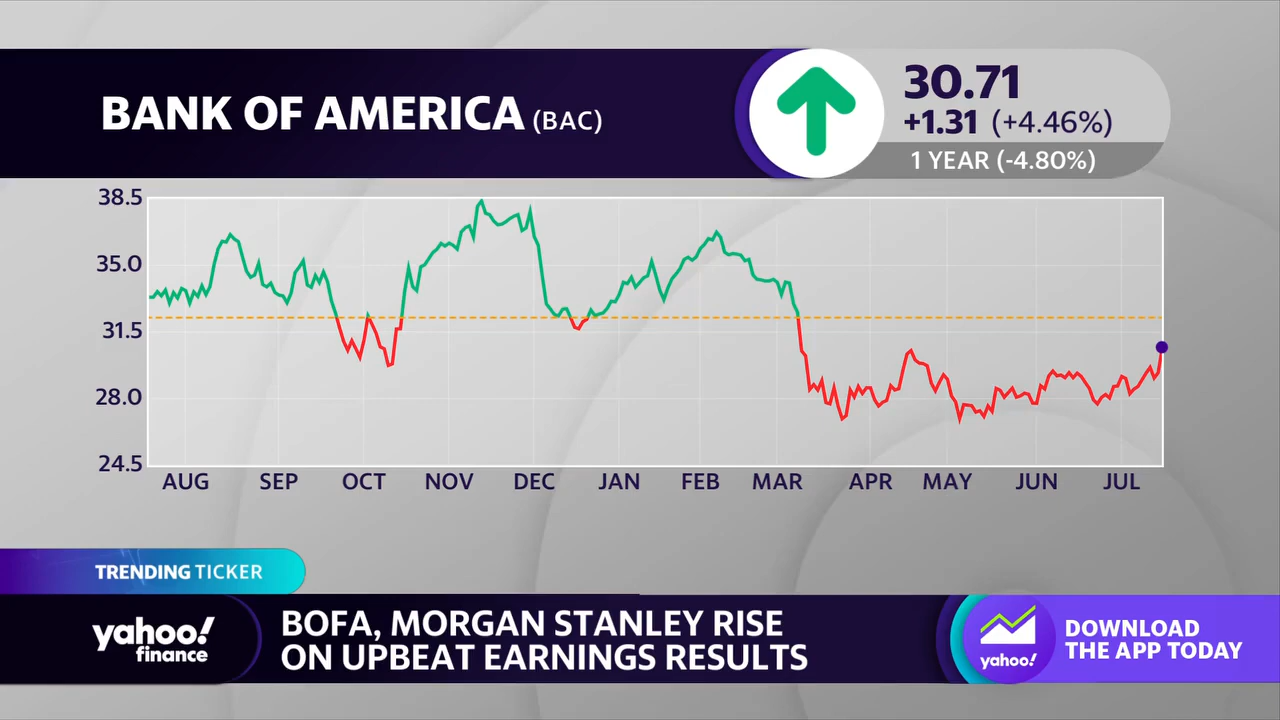 BANK OF AMERICA (BAC)
30.71
+1.31 (+4.46%)
1 YEAR (-4.80%)
38.5
35.0
31.5
28.0
24.5
AUG SEP OCT NOV DEC JAN FEB MAR APR MAY JUN JUL
TRENDING TICKER
yahoo!
finance
BOFA, MORGAN STANLEY RISE
ON UPBEAT EARNINGS RESULTS
yahoo!
DOWNLOAD
THE APP TODAY